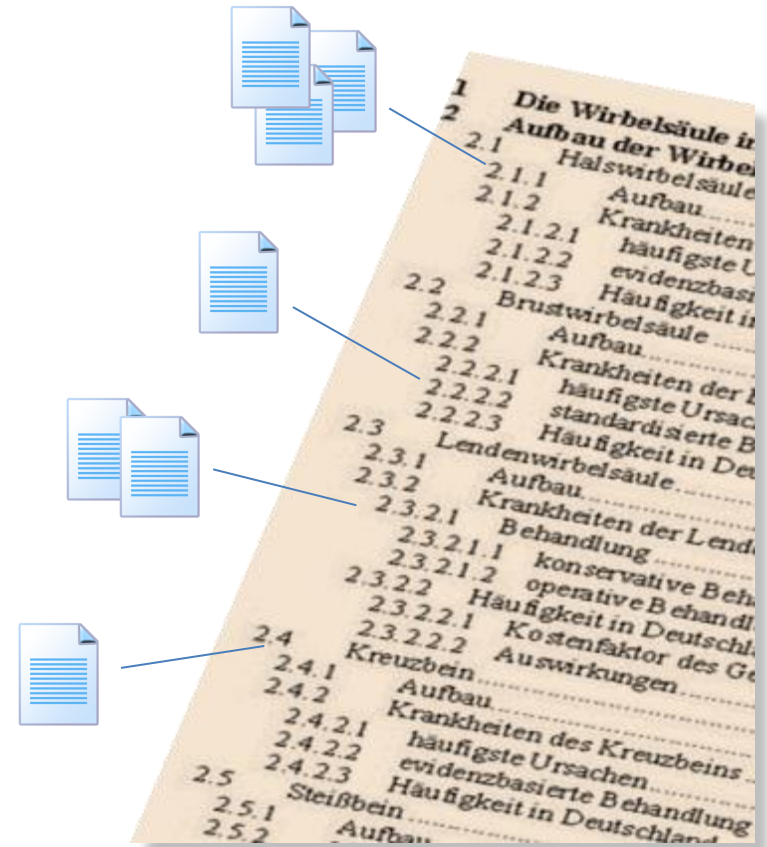 1 Die Wirbelsäule in
2 Aufbau der Wirbel
2.1 Halswirbelsäule
2.1.1 Aufbau
2.1.2 Krankheiten
2.1.2.1 häufigste U
2.1.2.2 evidenzbasi
2.1.2.3 Häufigkeit in
2.2 Brustwirbelsäule
2.2.1 Aufbau
2.2.2 Krankheiten der B
2.2.2.1 häufigste Ursac
2.2.2.2 standardisierte B
2.2.2.3 Häufigkeit in Deu
2.3 Lendenwirbelsäule
2.3.1 Aufbau
2.3.2 Krankheiten der Lende
2.3.2.1 Behandlung
2.3.2.1.1 konservative Beh
2.3.2.1.2 operative Behandl
2.3.2.2 Häufigkeit in Deutschla
2.3.2.2.1 Kostenfaktor des Ge
2.3.2.2.2 Auswirkungen
2.4 Kreuzbein
2.4.1 Aufbau
2.4.2 Krankheiten des Kreuzbeins
2.4.2.1 häufigste Ursachen
2.4.2.2 evidenzbasierte Behandlung
2.4.2.3 Häufigkeit in Deutschland
2.5 Steißbein
2.5.1 Aufbau
2.5.2